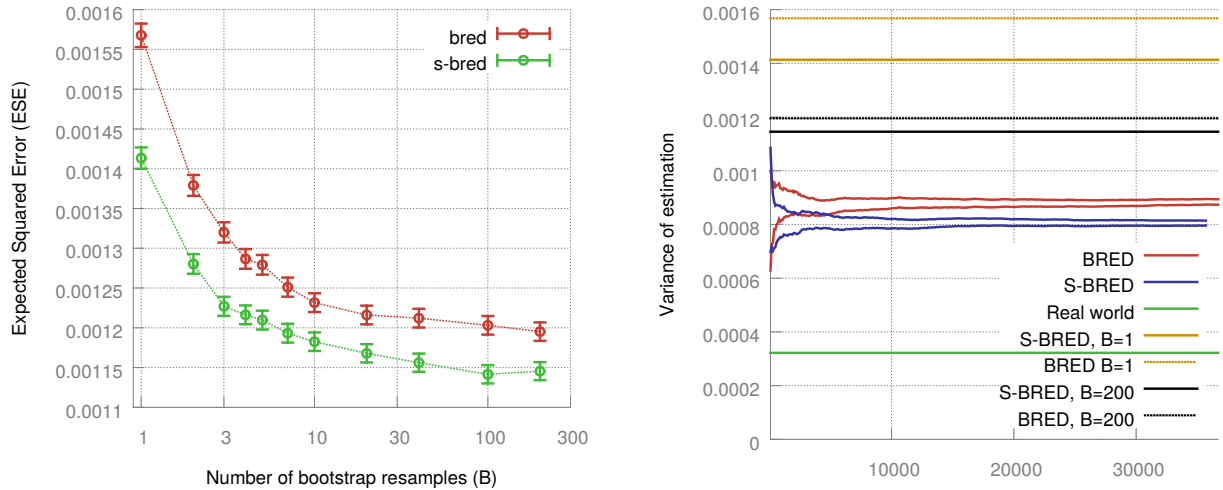 Expected Squared Error (ESE)
0.0016
0.00155
0.0015
0.00145
0.0014
0.00135
0.0013
0.00125
0.0012
0.00115
0.0011
bred
s-bred
1
3
10
30
100
300
Number of bootstrap resamples (B)
Variance of estimation
0.0016
0.0014
0.0012
0.001
0.0008
0.0006
0.0004
0.0002
0
BRED
S-BRED
Real world
S-BRED, B=1
BRED B=1
S-BRED, B=200
BRED, B=200
10000
20000
30000